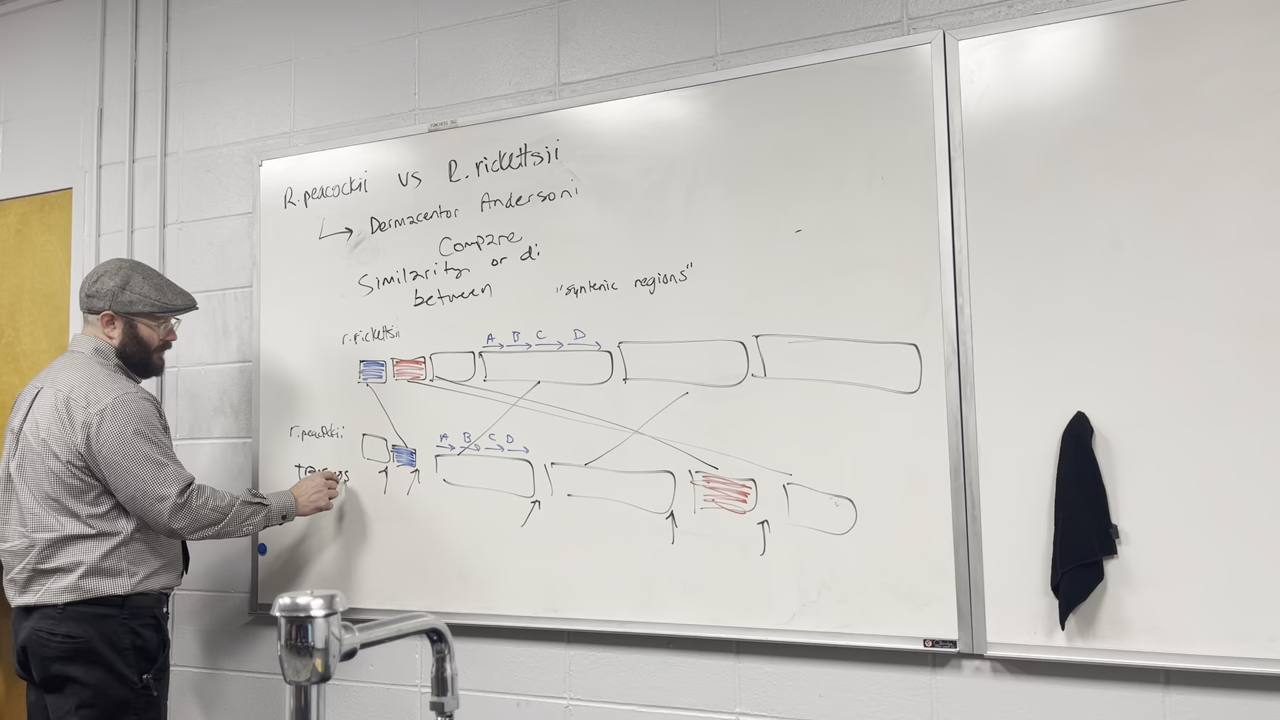 R.peacockii vs R.rickettsii
Dermacentor Andersoni
Compare
Similarity or di
between "syntenic regions"
r.rickettsii
A B C D
r.peacockii
A B C D